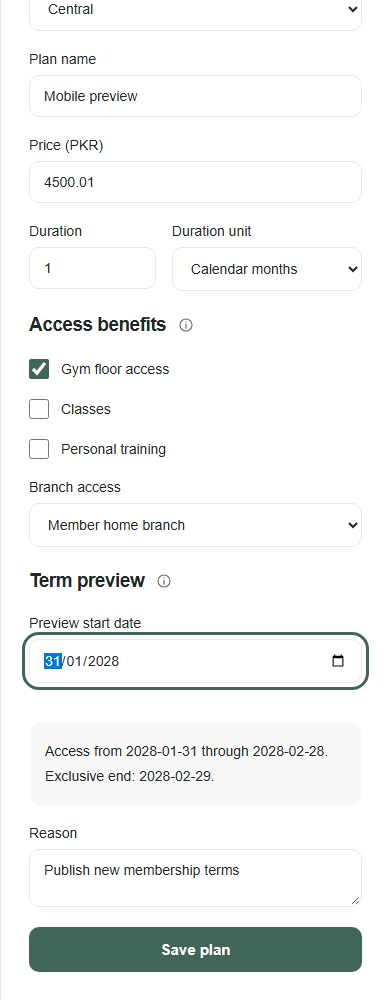 Central
Plan name
Mobile preview
Price (PKR)
4500.01
Duration
Duration unit
1
Calendar months
Access benefits
Gym floor access
Classes
Personal training
Branch access
Member home branch
Term preview
Preview start date
31/01/2028
Access from 2028-01-31 through 2028-02-28.
Exclusive end: 2028-02-29.
Reason
Publish new membership terms
Save plan